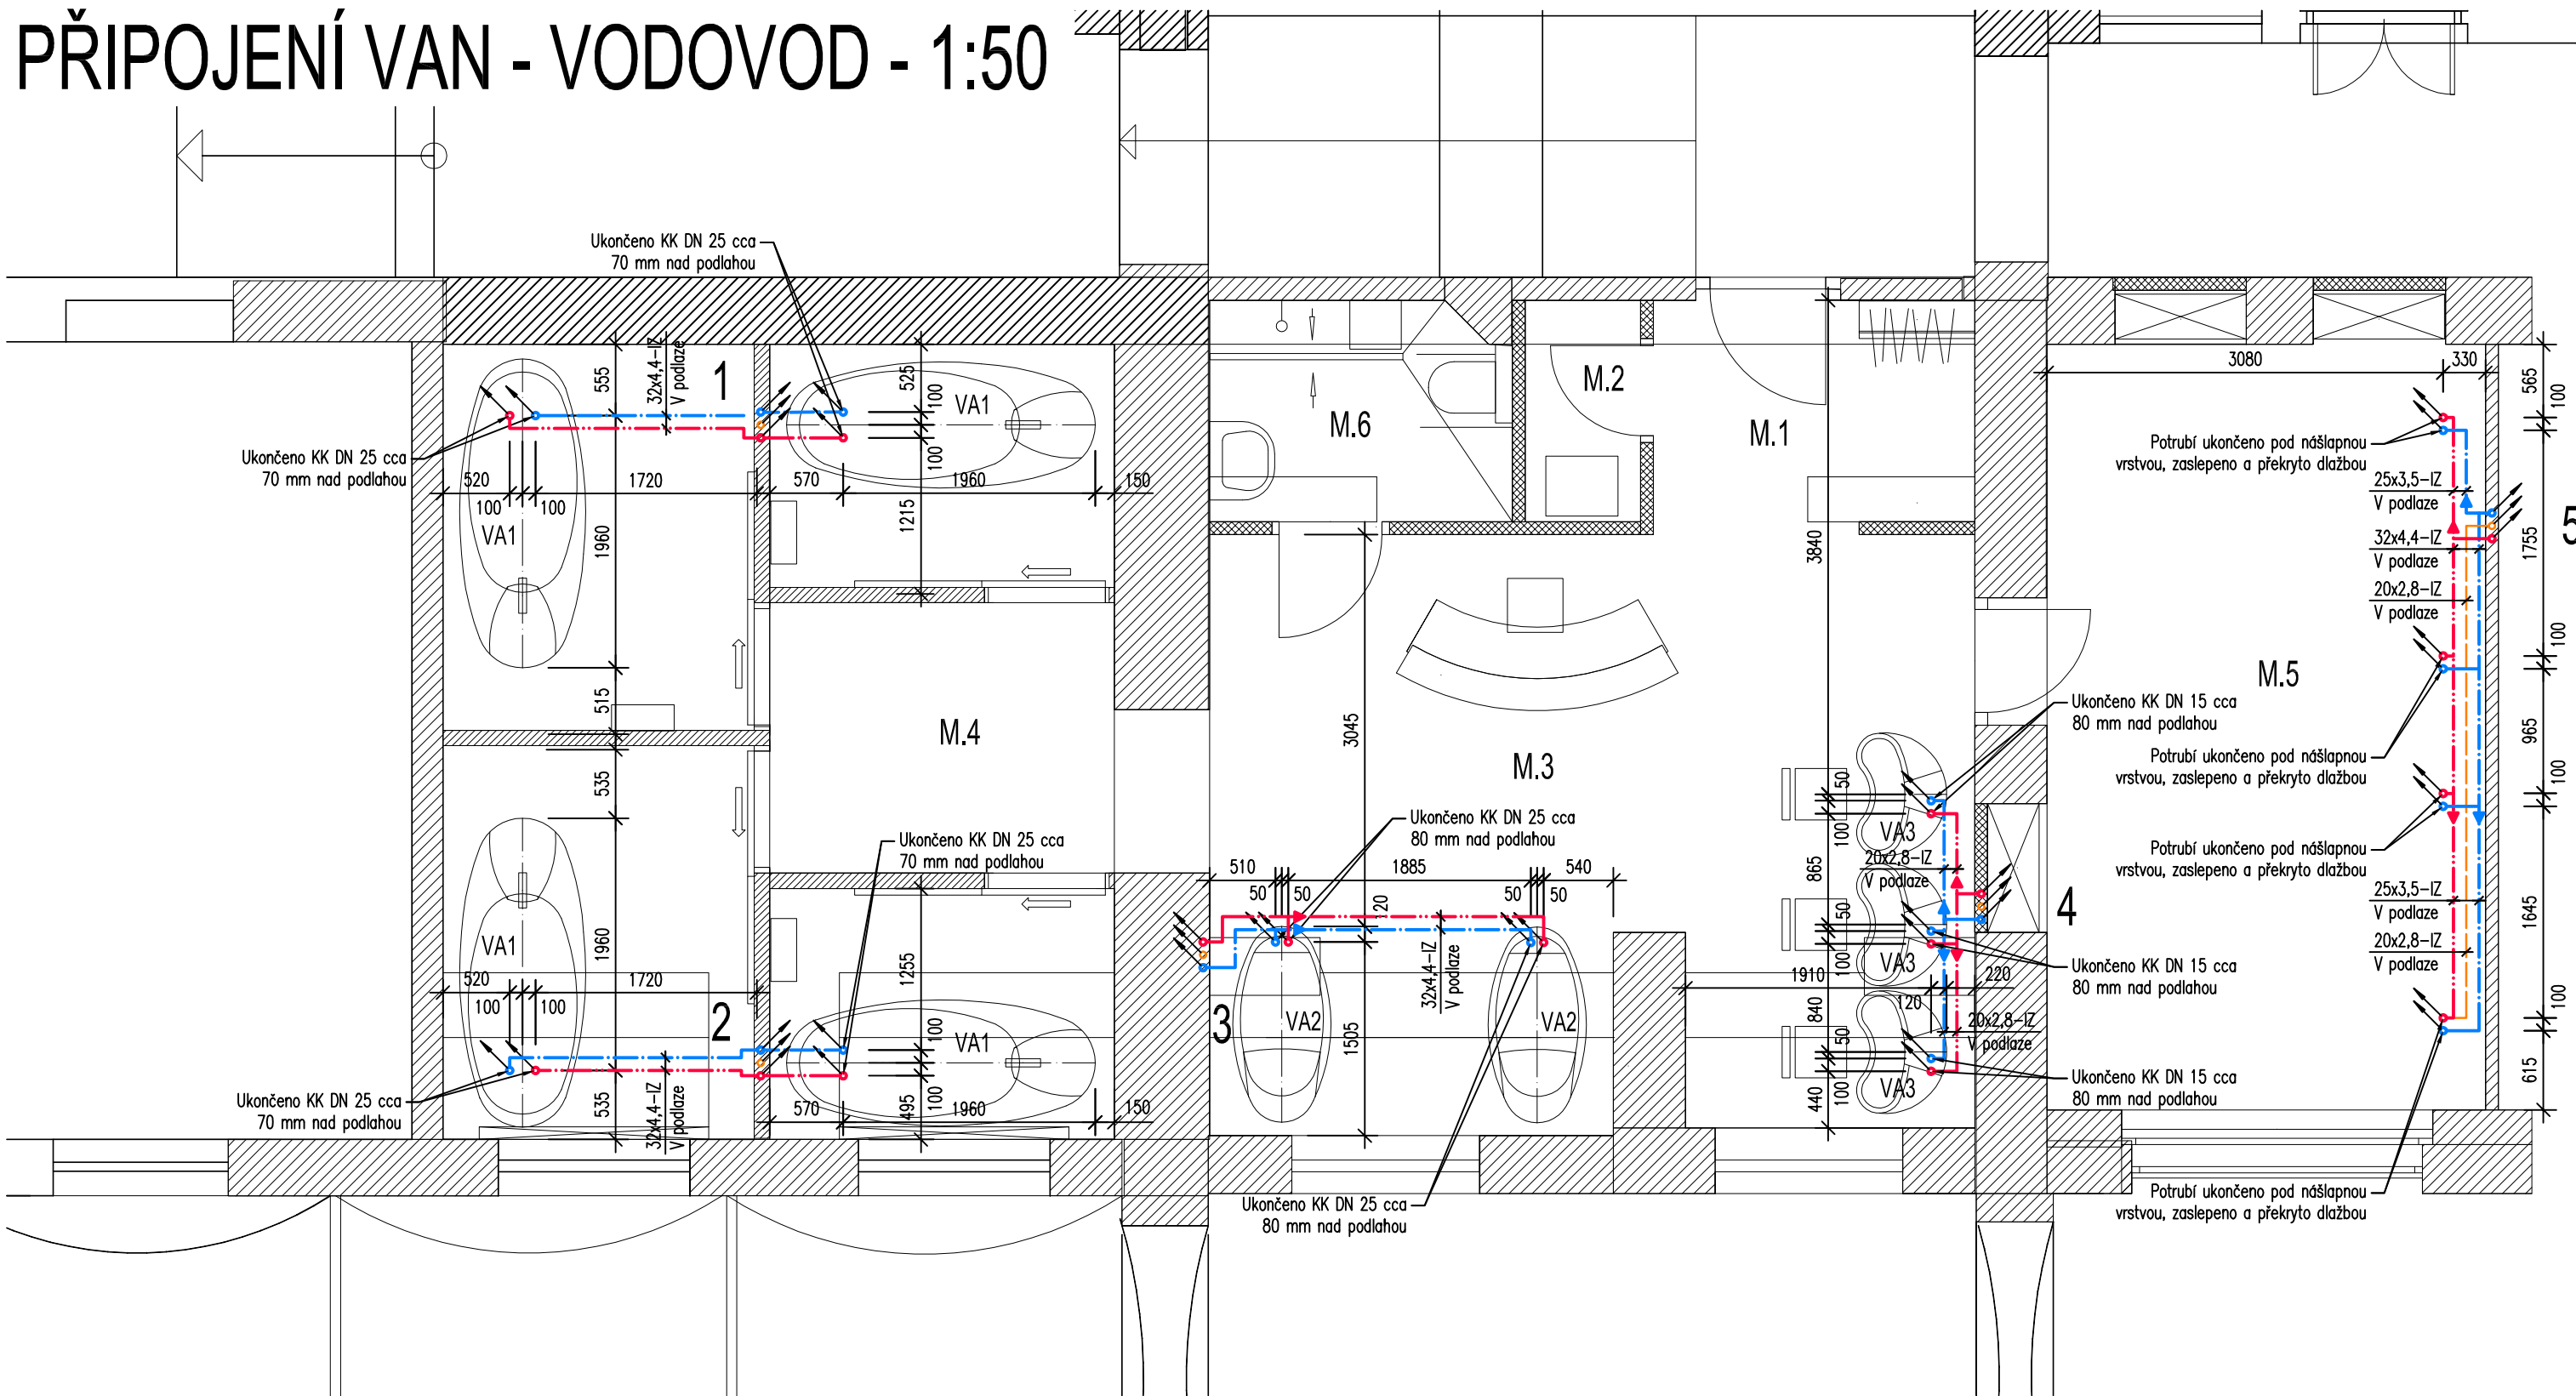 PŘIPOJENÍ VAN - VODOVOD - 1:50
Ukončeno KK DN 25 cca
70 mm nad podlahou
Ukončeno KK DN 25 cca
70 mm nad podlahou
1
VA1
VA1
555
32x4,4-IZ
V podlaze
525
100
100
520
1720
100
100
570
1960
150
1215
1960
515
M.4
535
1960
VA1
520
1720
100
100
2
Ukončeno KK DN 25 cca
70 mm nad podlahou
Ukončeno KK DN 25 cca
70 mm nad podlahou
535
32x4,4-IZ
V podlaze
1255
100
VA1
495
100
570
1960
150
M.6
M.2
M.1
3840
3045
M.3
Ukončeno KK DN 25 cca
80 mm nad podlahou
510
1885
540
50
50
50
50
120
3
VA2
VA2
32x4,4-IZ
V podlaze
1505
Ukončeno KK DN 25 cca
80 mm nad podlahou
50
100
VA3
20x2,8-IZ
V podlaze
865
50
100
VA3
1910
220
120
840
20x2,8-IZ
V podlaze
50
100
440
VA3
4
Ukončeno KK DN 15 cca
80 mm nad podlahou
Ukončeno KK DN 15 cca
80 mm nad podlahou
Ukončeno KK DN 15 cca
80 mm nad podlahou
M.5
3080
330
Potrubí ukončeno pod nášlapnou
vrstvou, zaslepeno a překryto dlažbou
25x3,5-IZ
V podlaze
32x4,4-IZ
V podlaze
20x2,8-IZ
V podlaze
Potrubí ukončeno pod nášlapnou
vrstvou, zaslepeno a překryto dlažbou
Potrubí ukončeno pod nášlapnou
vrstvou, zaslepeno a překryto dlažbou
25x3,5-IZ
V podlaze
20x2,8-IZ
V podlaze
Potrubí ukončeno pod nášlapnou
vrstvou, zaslepeno a překryto dlažbou
5
565
100
1755
100
965
100
1645
100
615